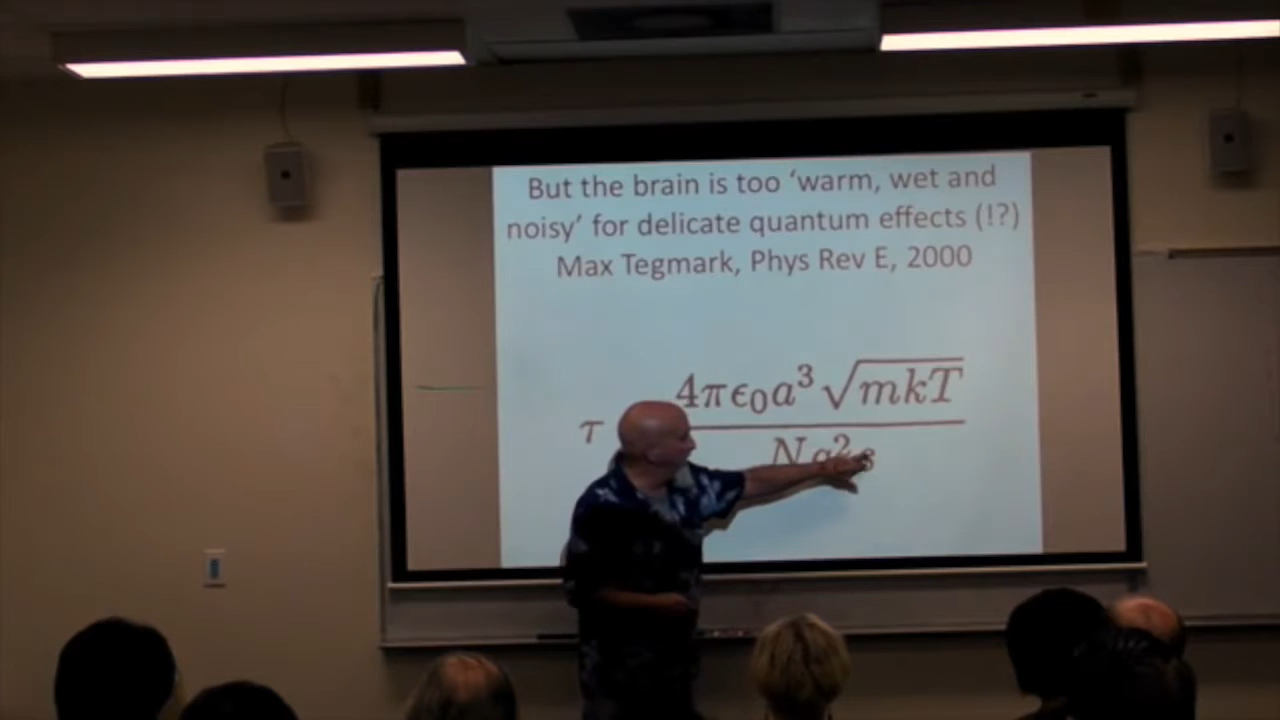 But the brain is too ‘warm, wet and
noisy’ for delicate quantum effects (!?)
Max Tegmark, Phys Rev E, 2000
4πϵ₀a³√mkT
τ
Nq²s